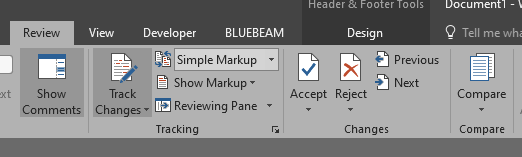 Header & Footer Tools Document1 -
Review View Developer BLUEBEAM Design Tell me
Show Comments
Track Changes
Simple Markup
Show Markup
Reviewing Pane
Tracking
Accept Reject
Previous
Next
Changes
Compare
Compare